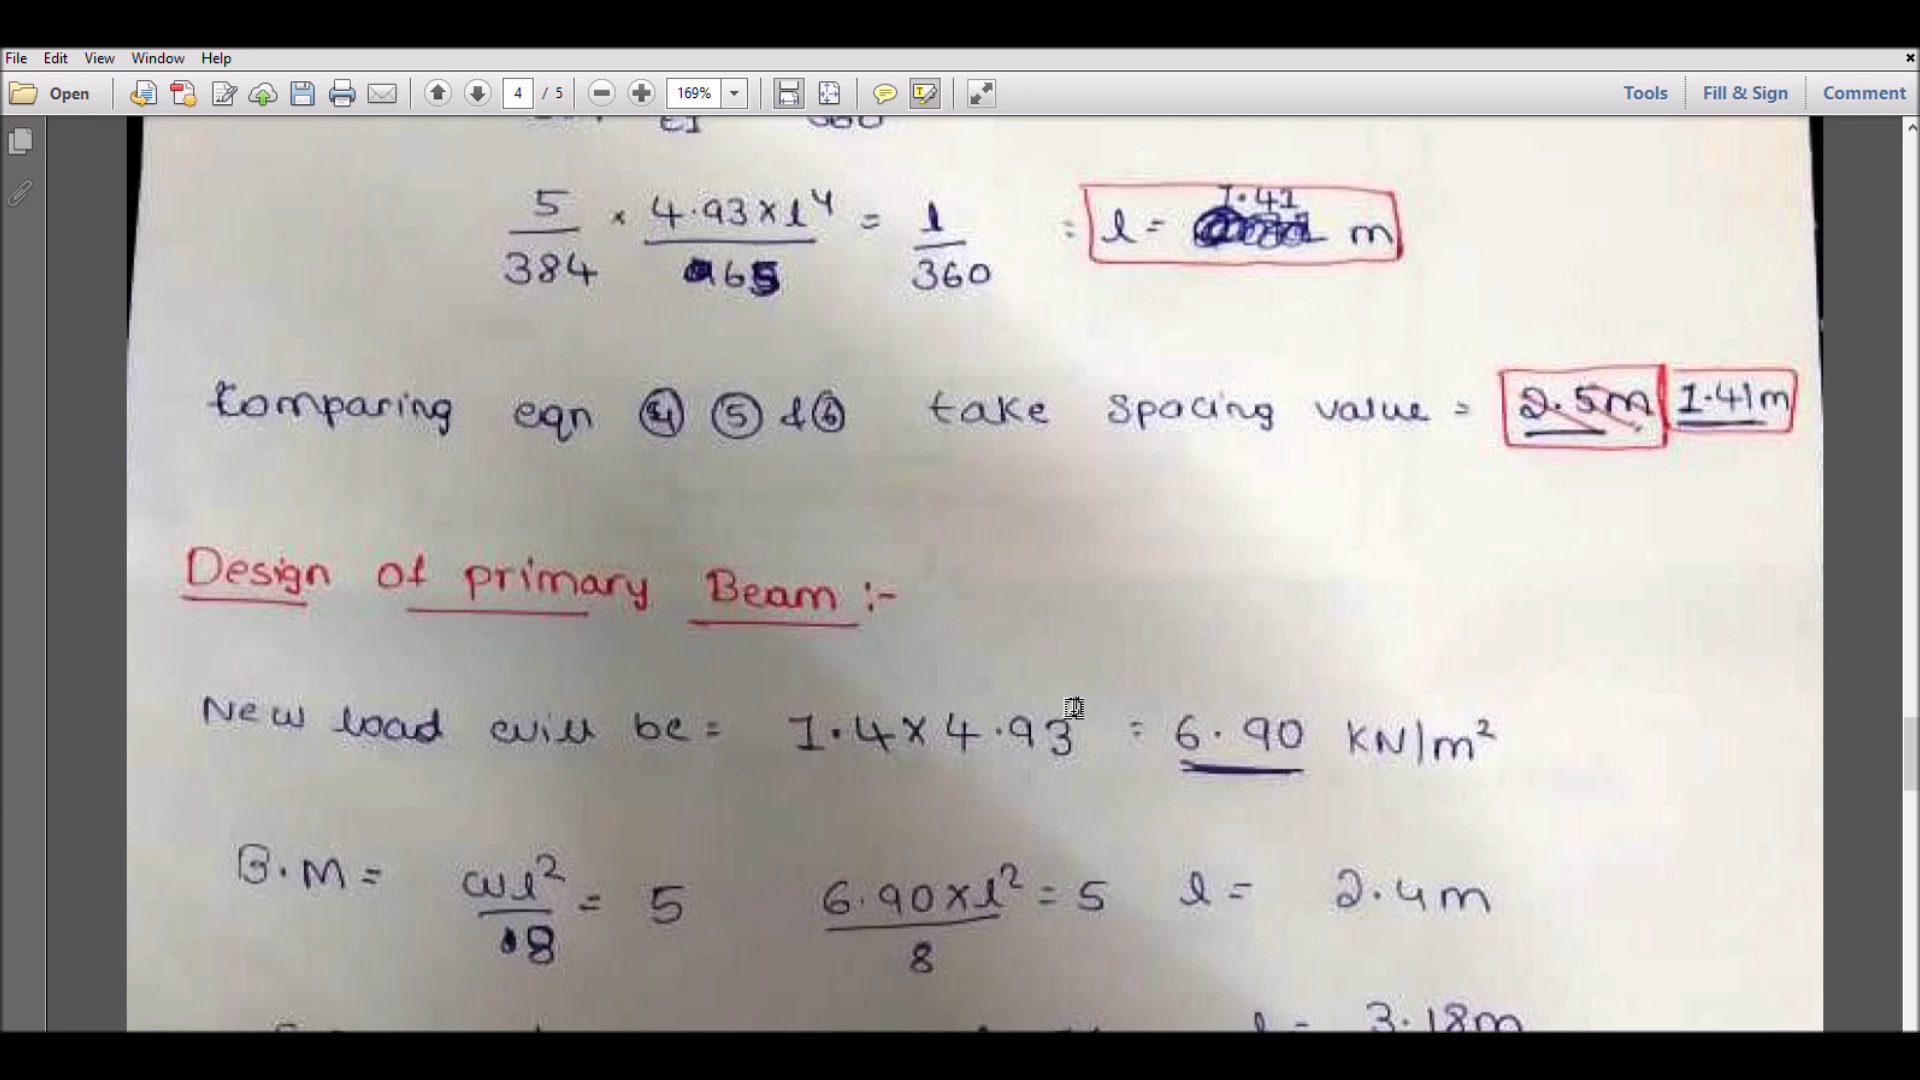 File Edit View Window Help
Open 4 / 5 169% Tools Fill & Sign Comment
EI 360
5/384 × 4.93×l⁴/65 = l/360 = l = 1.41 m
Comparing eqn ④ ⑤ & ⑥ take spacing value = 2.5m 1.41m
Design of primary Beam :-
New load will be = 1.4×4.93 = 6.90 KN/m²
B.M = wl²/8 = 5 6.90×l²/8 = 5 l = 2.4m
l = 3.18m